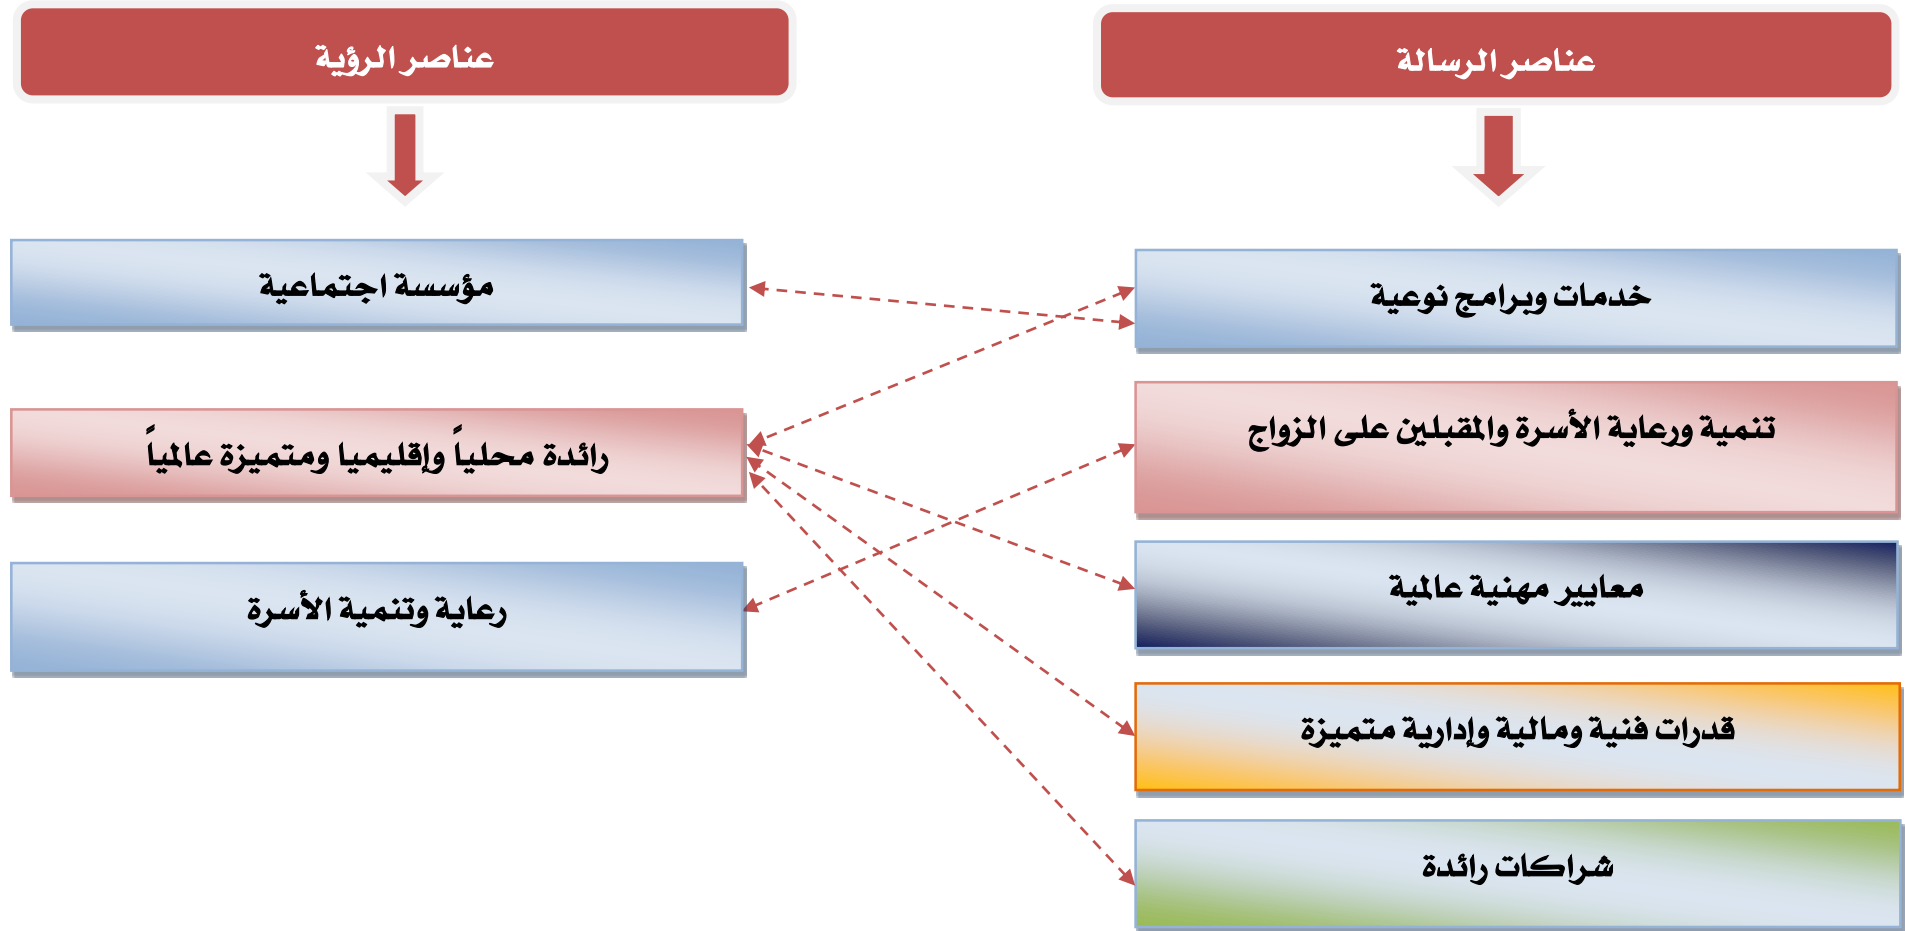 عناصر الرسالة
عناصر الرؤية
خدمات وبرامج نوعية
تنمية ورعاية الأسرة والمقبلين على الزواج
معايير مهنية عالمية
قدرات فنية ومالية وإدارية متميزة
شراكات رائدة
مؤسسة اجتماعية
رائدة محلياً وإقليميا ومتميزة عالمياً
رعاية وتنمية الأسرة